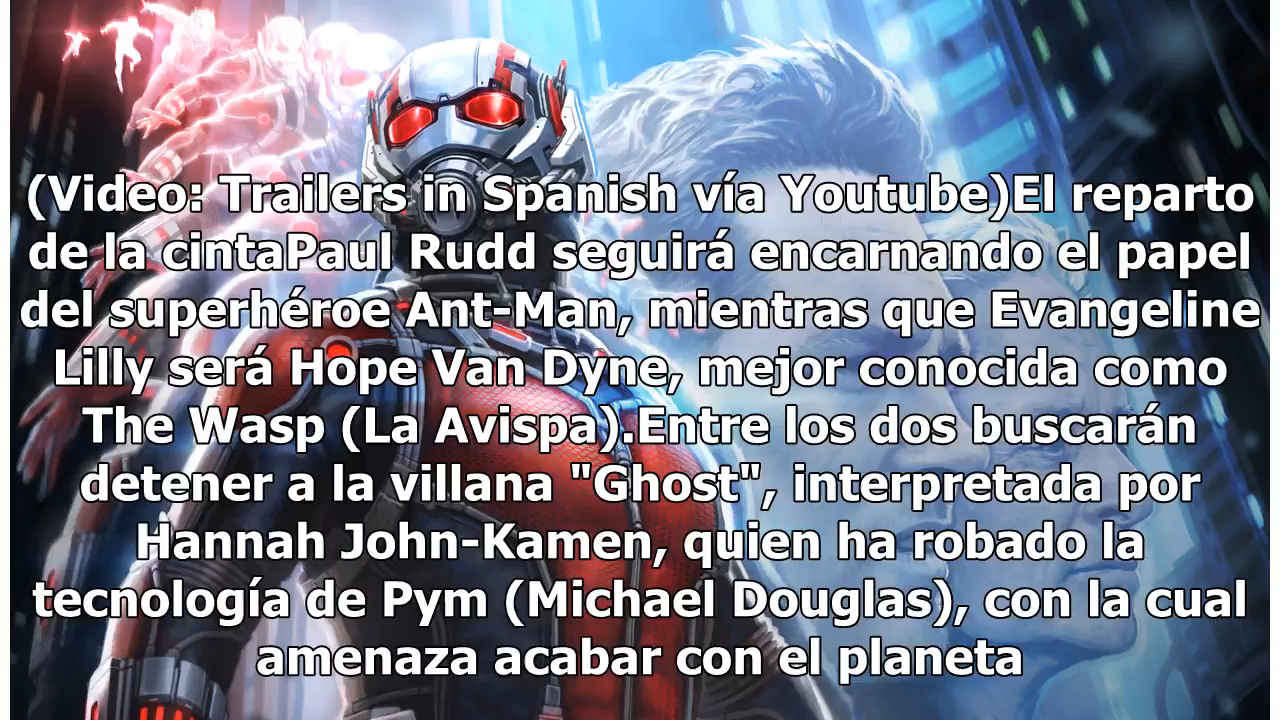 (Video: Trailers in Spanish vía Youtube)El reparto
de la cintaPaul Rudd seguirá encarnando el papel
del superhéroe Ant-Man, mientras que Evangeline
Lilly será Hope Van Dyne, mejor conocida como
The Wasp (La Avispa).Entre los dos buscarán
detener a la villana "Ghost", interpretada por
Hannah John-Kamen, quien ha robado la
tecnología de Pym (Michael Douglas), con la cual
amenaza acabar con el planeta